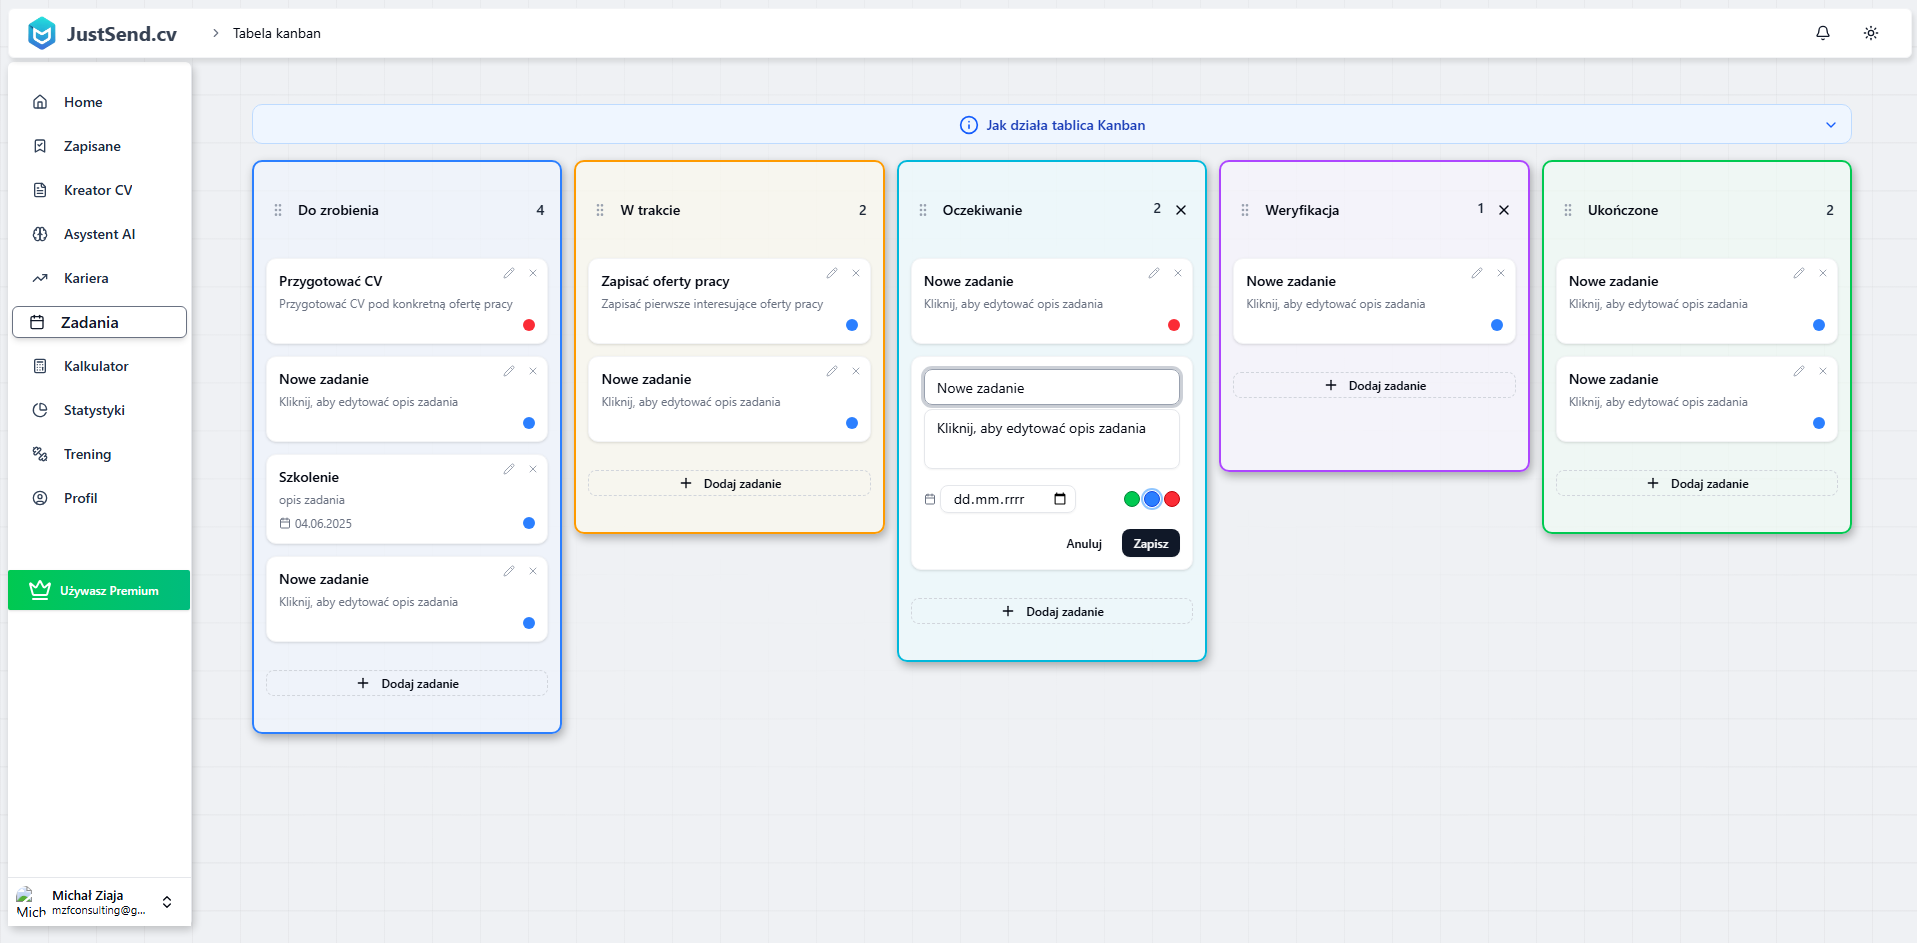 JustSend.cv
Tabela kanban
Home
Zapisane
Kreator CV
Asystent AI
Kariera
Zadania
Kalkulator
Statystyki
Trening
Profil
Używasz Premium
Mich
Michał Ziaja
mzfconsulting@g...
Jak działa tablica Kanban
Do zrobienia 4
Przygotować CV
Przygotować CV pod konkretną ofertę pracy
Nowe zadanie
Kliknij, aby edytować opis zadania
Szkolenie
opis zadania
04.06.2025
Nowe zadanie
Kliknij, aby edytować opis zadania
Dodaj zadanie
W trakcie 2
Zapisać oferty pracy
Zapisać pierwsze interesujące oferty pracy
Nowe zadanie
Kliknij, aby edytować opis zadania
Dodaj zadanie
Oczekiwanie 2
Nowe zadanie
Kliknij, aby edytować opis zadania
Nowe zadanie
Kliknij, aby edytować opis zadania
dd.mm.rrrr
Anuluj Zapisz
Dodaj zadanie
Weryfikacja 1
Nowe zadanie
Kliknij, aby edytować opis zadania
Dodaj zadanie
Ukończone 2
Nowe zadanie
Kliknij, aby edytować opis zadania
Nowe zadanie
Kliknij, aby edytować opis zadania
Dodaj zadanie